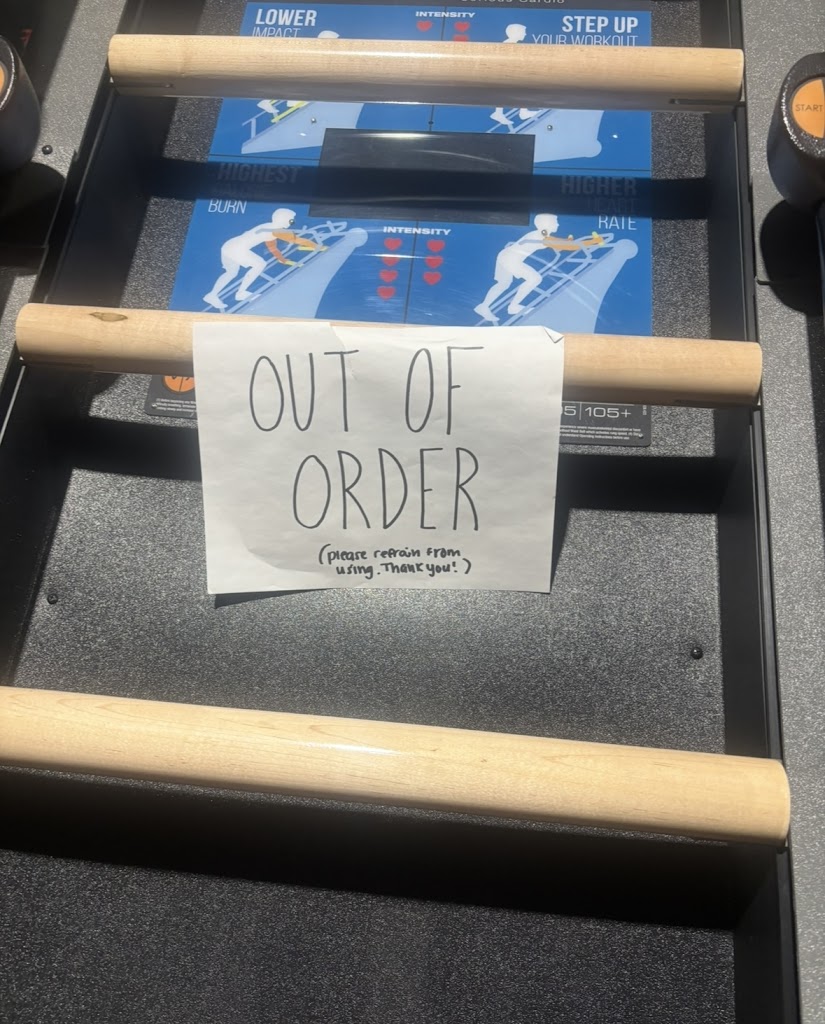 LOWER
IMPACT
INTENSITY
STEP UP
YOUR WORKOUT
START
HIGHEST
BURN
INTENSITY
HIGHER
HEART
RATE
OUT OF
ORDER
(please refrain from
using. Thank you!)
105+